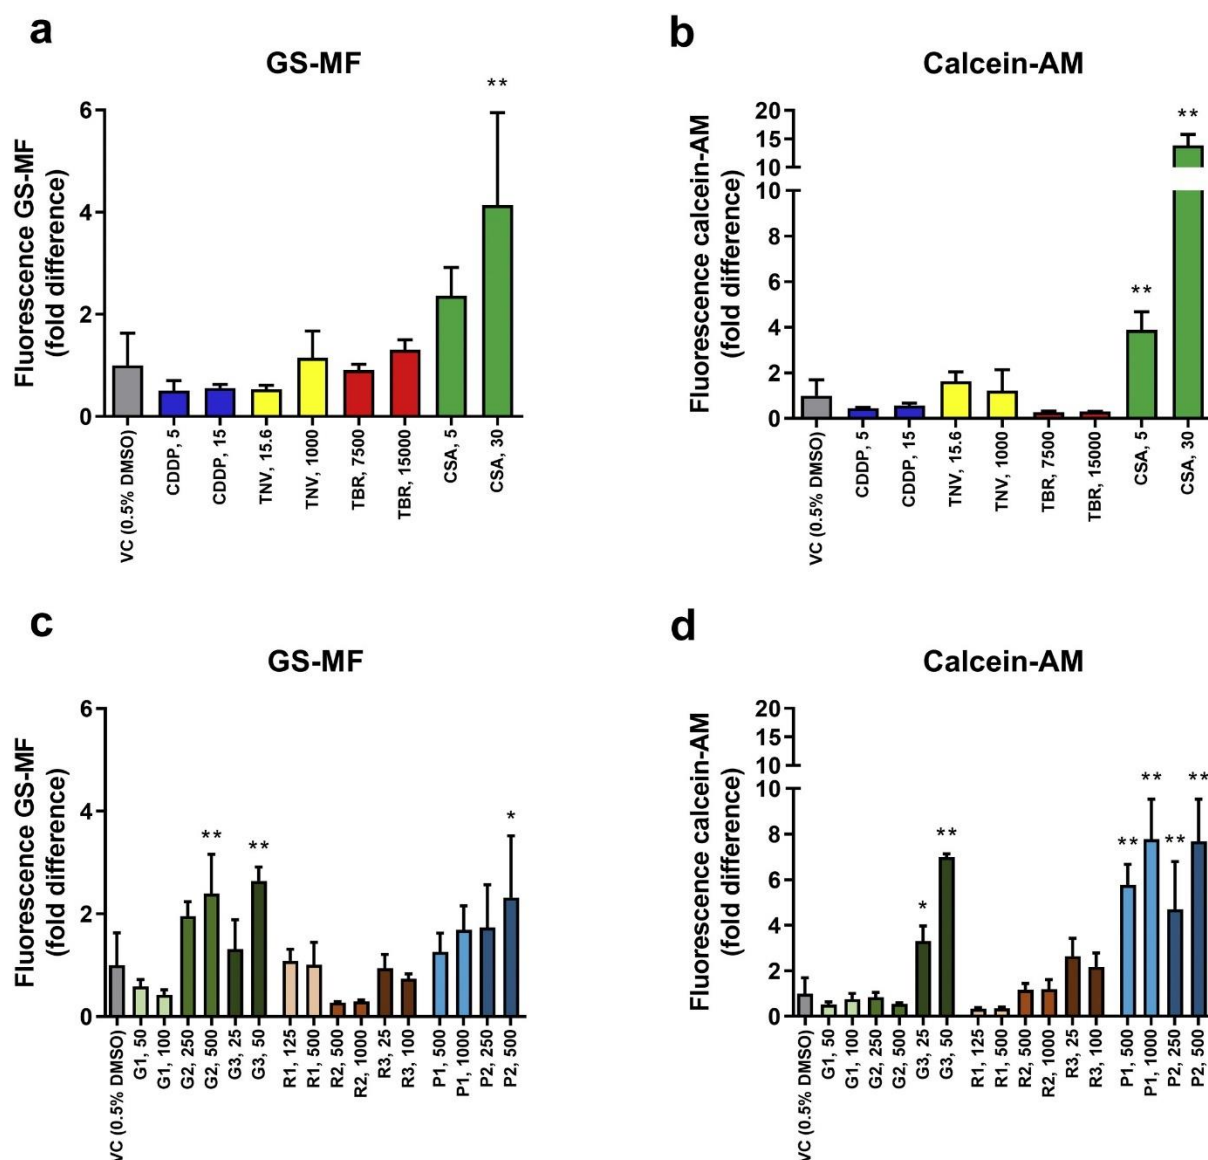 a
GS-MF
**
Fluorescence GS-MF
(fold difference)
6
4
2
0
VC (0.5% DMSO)
CDDP, 5
CDDP, 15
TNV, 15.6
TNV, 1000
TBR, 7500
TBR, 15000
CSA, 5
CSA, 30
b
Calcein-AM
**
**
Fluorescence calcein-AM
(fold difference)
20
15
10
10
8
6
4
2
0
VC (0.5% DMSO)
CDDP, 5
CDDP, 15
TNV, 15.6
TNV, 1000
TBR, 7500
TBR, 15000
CSA, 5
CSA, 30
c
GS-MF
** ** *
Fluorescence GS-MF
(fold difference)
6
4
2
0
VC (0.5% DMSO)
G1, 50
G1, 100
G2, 250
G2, 500
G3, 25
G3, 50
R1, 125
R1, 500
R2, 500
R2, 1000
R3, 25
R3, 100
P1, 500
P1, 1000
P2, 250
P2, 500
d
Calcein-AM
* ** ** ** ** **
Fluorescence calcein-AM
(fold difference)
20
15
10
10
8
6
4
2
0
VC (0.5% DMSO)
G1, 50
G1, 100
G2, 250
G2, 500
G3, 25
G3, 50
R1, 125
R1, 500
R2, 500
R2, 1000
R3, 25
R3, 100
P1, 500
P1, 1000
P2, 250
P2, 500